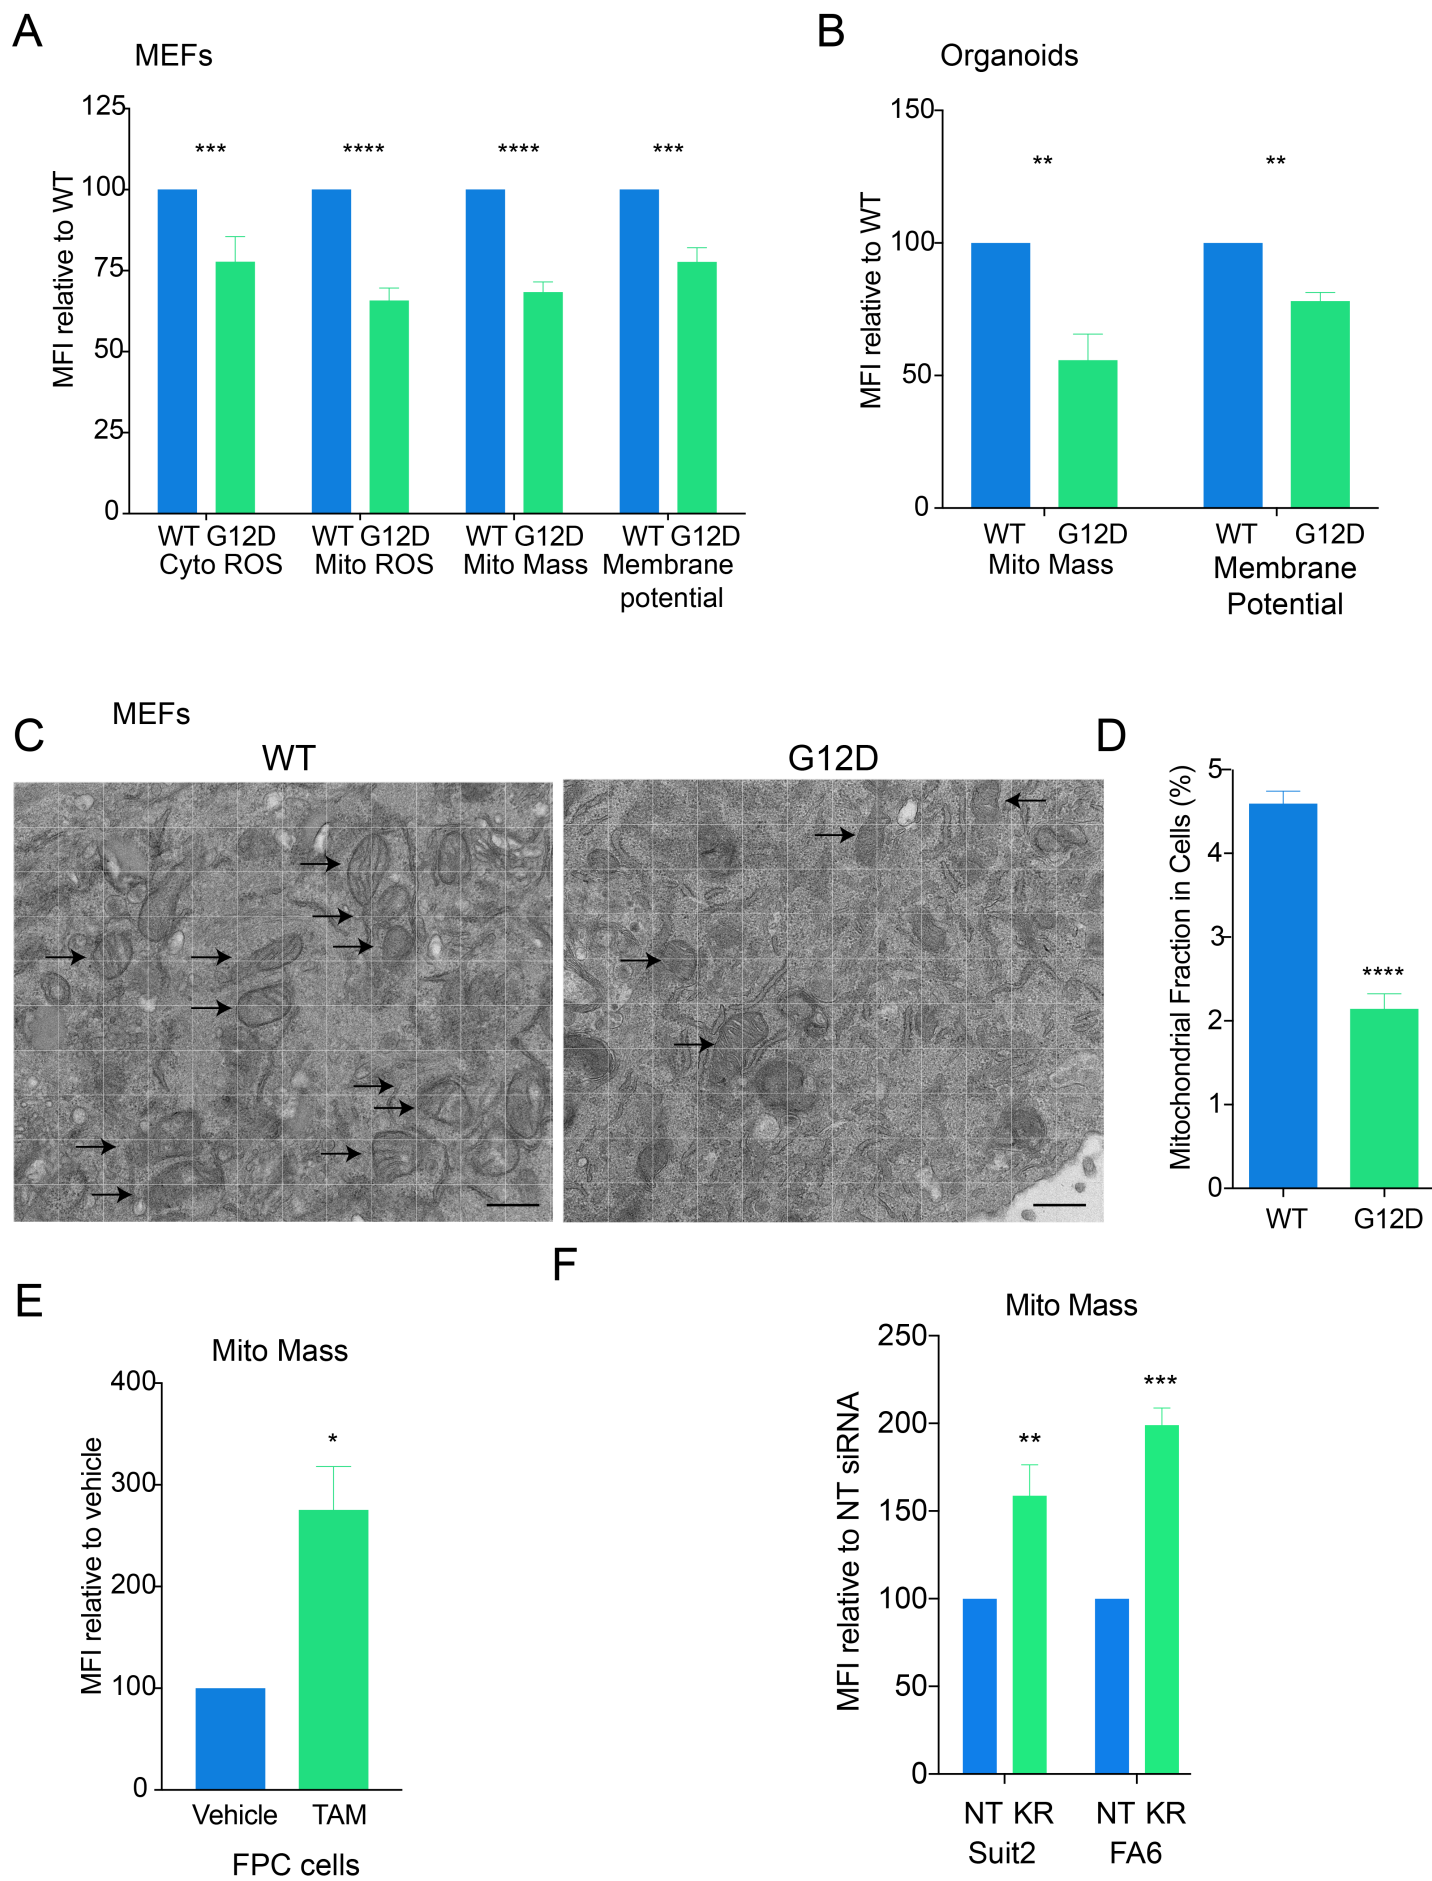 A
MEFs
MFI relative to WT
125
100
75
50
25
0
***
****
****
***
WT G12D WT G12D WT G12D WT G12D
Cyto ROS Mito ROS Mito Mass Membrane
potential
B
Organoids
MFI relative to WT
150
100
50
0
**
**
WT G12D WT G12D
Mito Mass Membrane
Potential
C
MEFs
WT
G12D
D
Mitochondrial Fraction in Cells (%)
5
4
3
2
1
0
****
WT G12D
E
Mito Mass
MFI relative to vehicle
400
300
200
100
0
*
Vehicle TAM
FPC cells
F
Mito Mass
MFI relative to NT siRNA
250
200
150
100
50
0
**
***
NT KR NT KR
Suit2 FA6